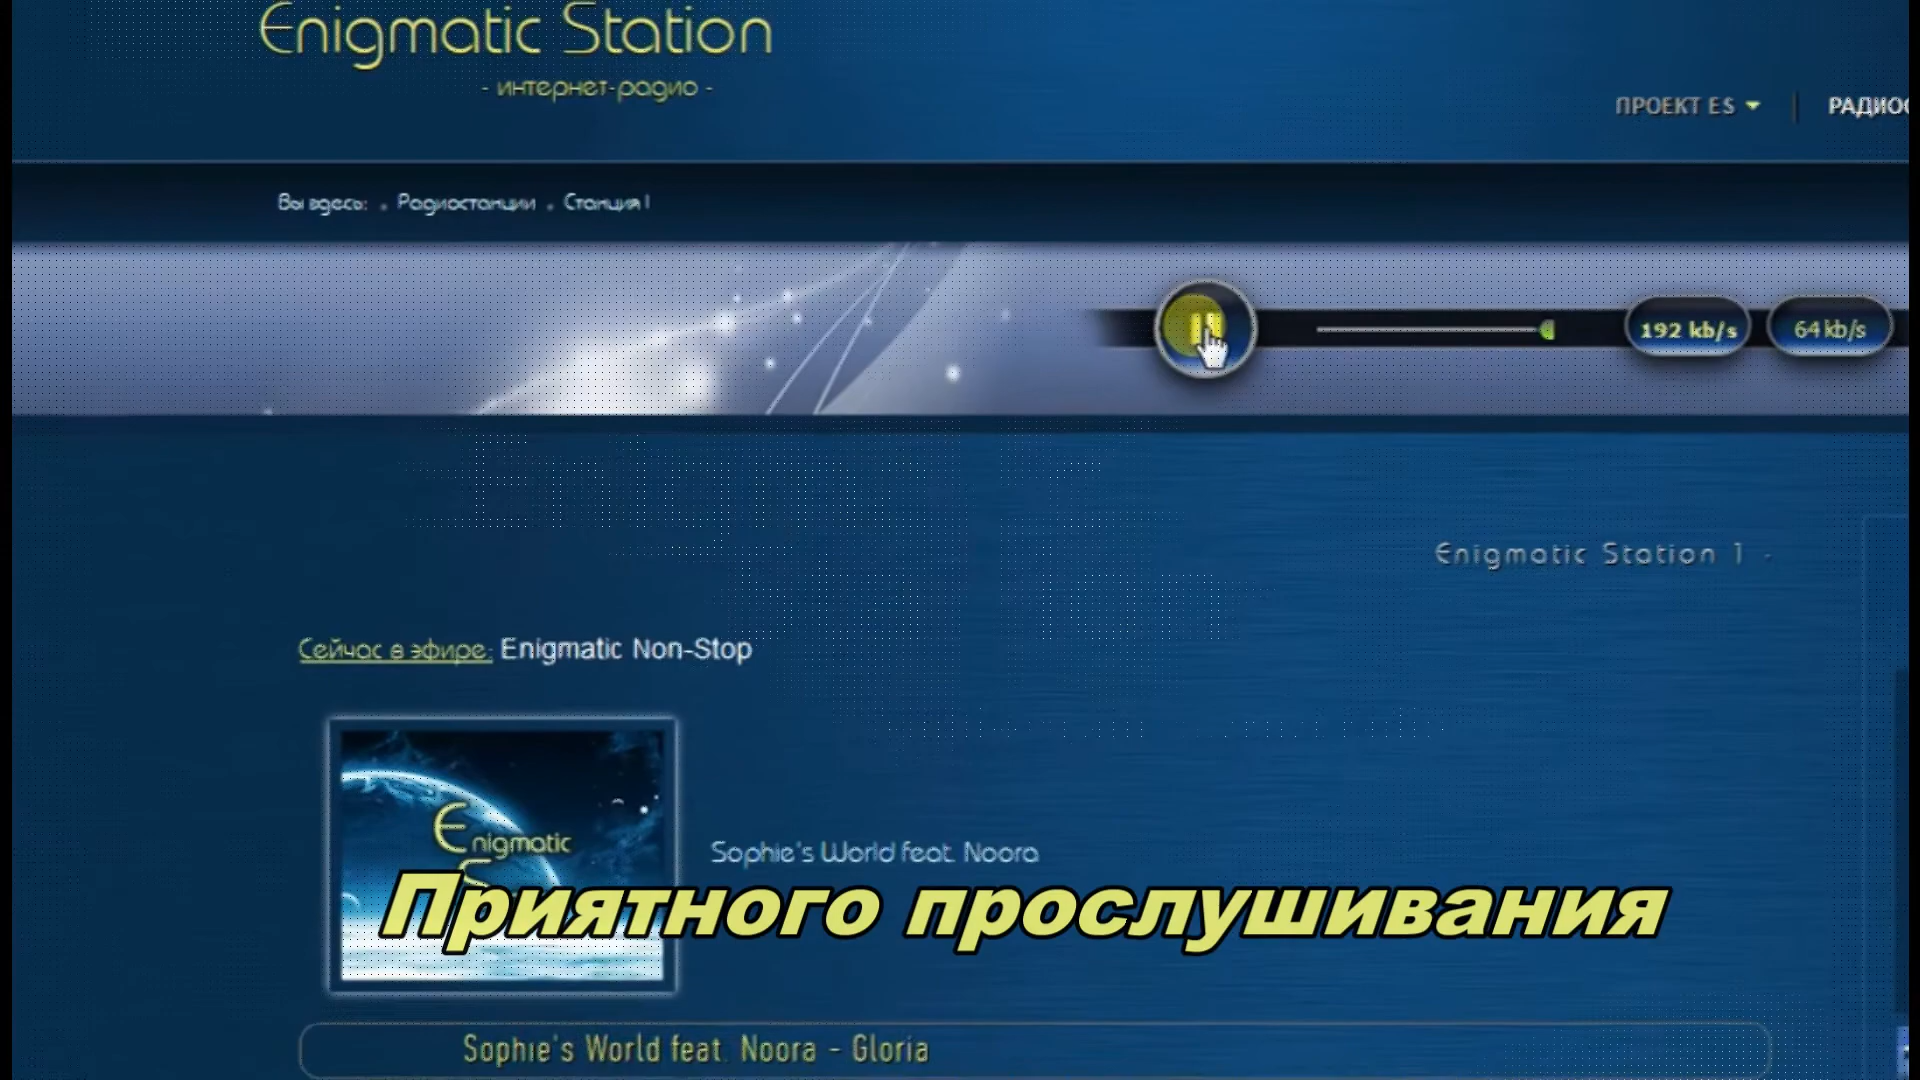 Enigmatic Station
- интернет-радио -
ПРОЕКТ ES
Вы здесь: . Радиостанции . Станция 1
192 kb/s
64 kb/s
Enigmatic Station 1 -
Сейчас в эфире: Enigmatic Non-Stop
Enigmatic
Sophie's World feat. Noora
Приятного прослушивания
Sophie's World feat. Noora - Gloria